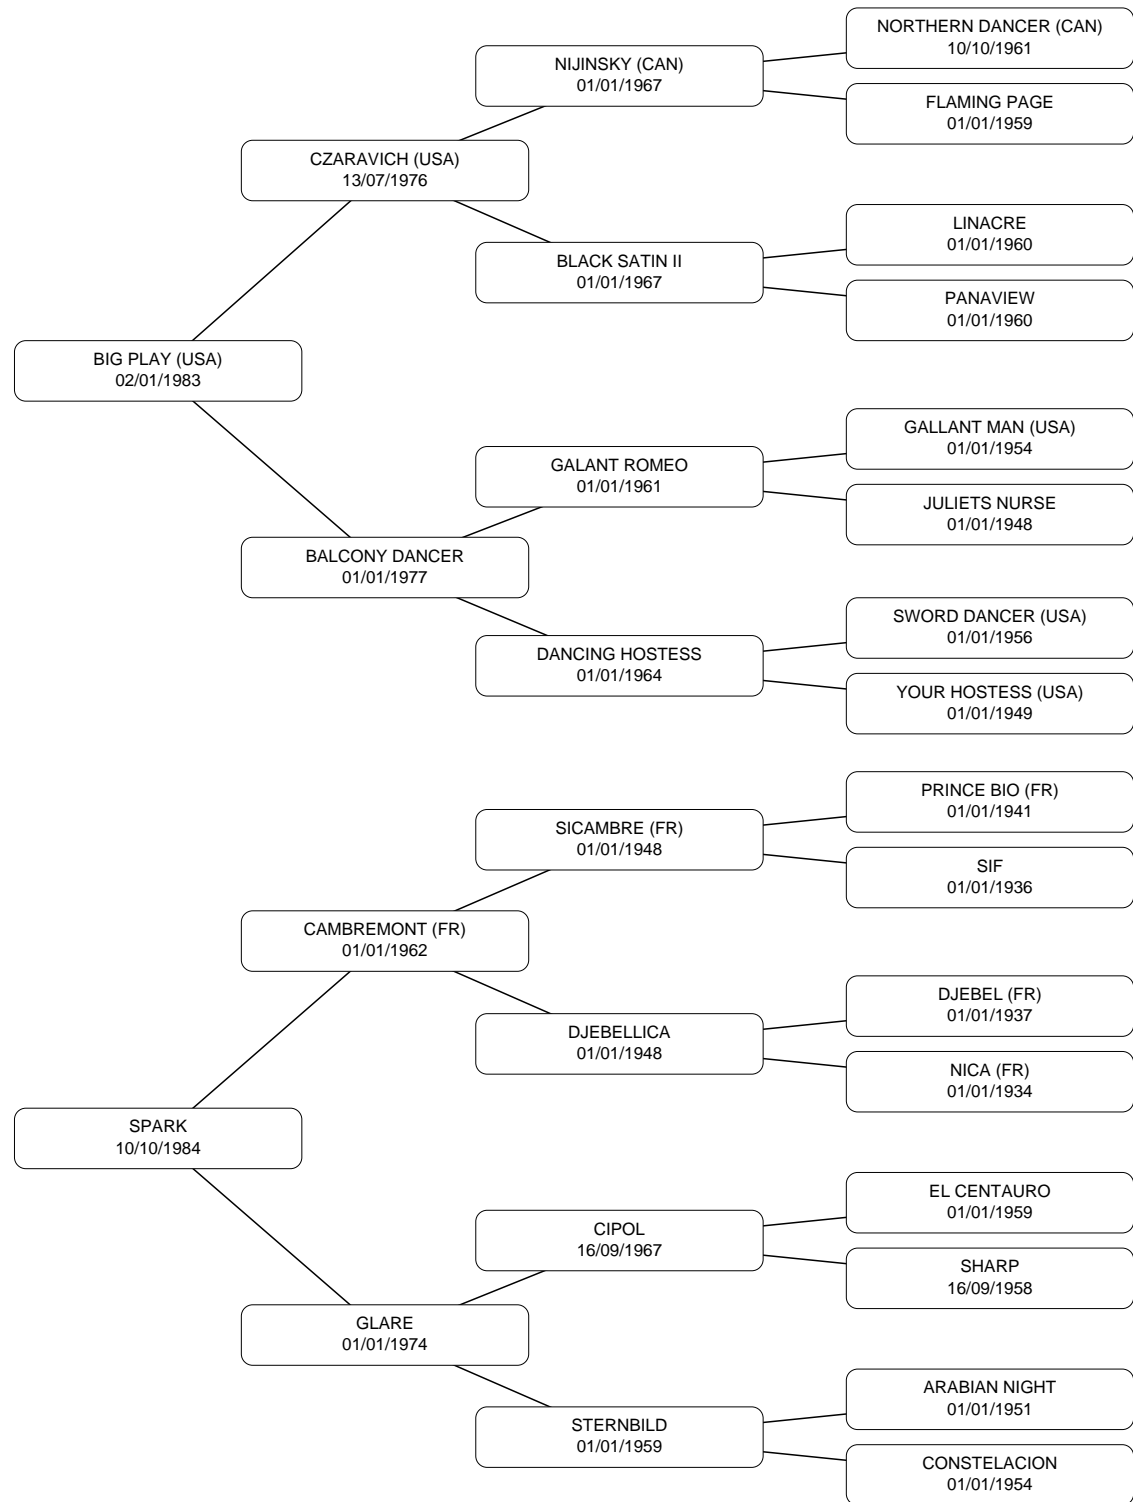 NORTHERN DANCER (CAN)
10/10/1961
NIJINSKY (CAN)
01/01/1967
FLAMING PAGE
01/01/1959
CZARAVICH (USA)
13/07/1976
LINACRE
01/01/1960
BLACK SATIN II
01/01/1967
PANAVIEW
01/01/1960
BIG PLAY (USA)
02/01/1983
GALLANT MAN (USA)
01/01/1954
GALANT ROMEO
01/01/1961
JULIETS NURSE
01/01/1948
BALCONY DANCER
01/01/1977
SWORD DANCER (USA)
01/01/1956
DANCING HOSTESS
01/01/1964
YOUR HOSTESS (USA)
01/01/1949
PRINCE BIO (FR)
01/01/1941
SICAMBRE (FR)
01/01/1948
SIF
01/01/1936
CAMBREMONT (FR)
01/01/1962
DJEBEL (FR)
01/01/1937
DJEBELLICA
01/01/1948
NICA (FR)
01/01/1934
SPARK
10/10/1984
EL CENTAURO
01/01/1959
CIPOL
16/09/1967
SHARP
16/09/1958
GLARE
01/01/1974
ARABIAN NIGHT
01/01/1951
STERNBILD
01/01/1959
CONSTELACION
01/01/1954